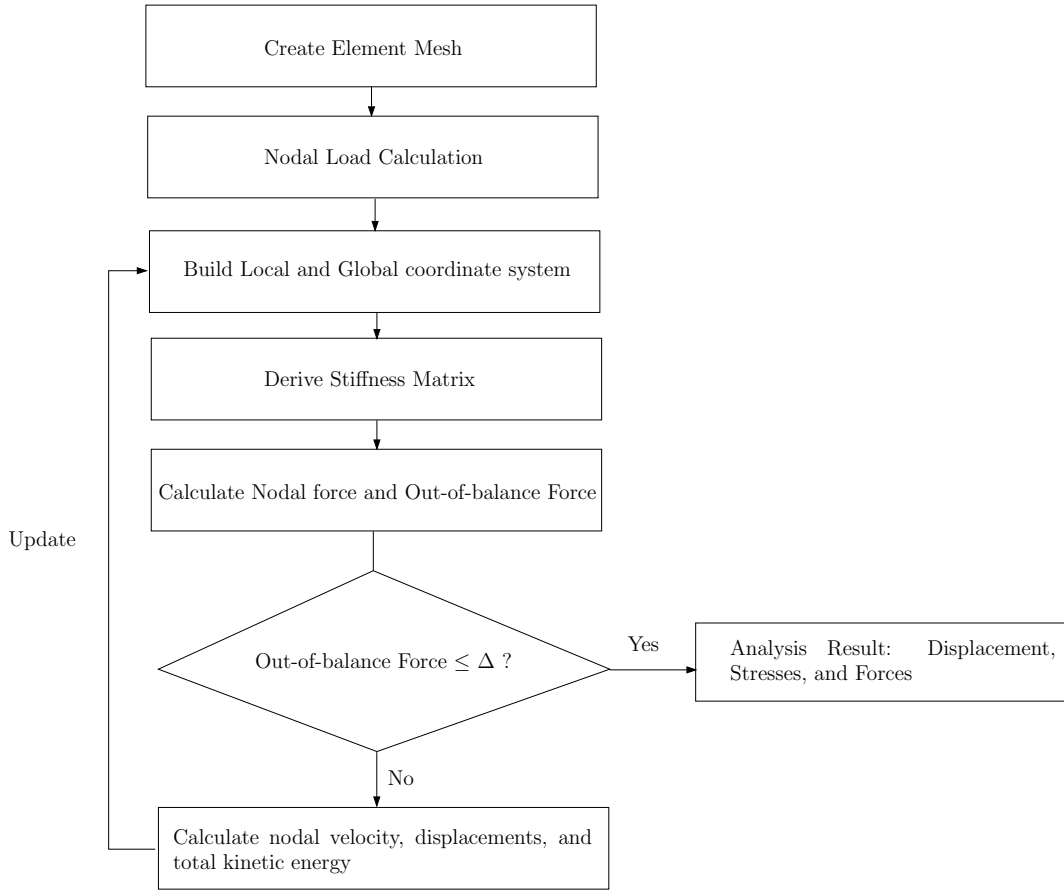 Create Element Mesh
Nodal Load Calculation
Build Local and Global coordinate system
Derive Stiffness Matrix
Calculate Nodal force and Out-of-balance Force
Update
Out-of-balance Force ≤ Δ ?
Yes
Analysis Result: Displacement,
Stresses, and Forces
No
Calculate nodal velocity, displacements, and
total kinetic energy